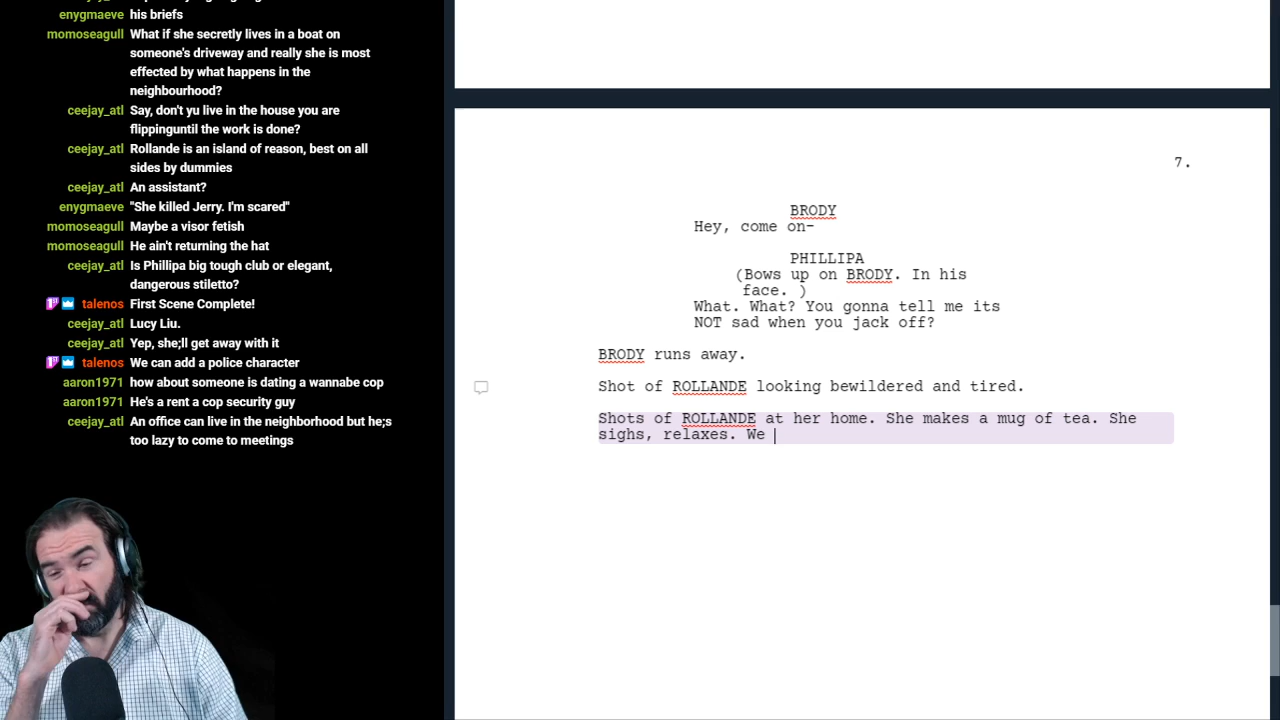 enygmaeve his briefs
momoseagull What if she secretly lives in a boat on
someone's driveway and really she is most
effected by what happens in the
neighbourhood?
ceejay_atl Say, don't yu live in the house you are
flippinguntil the work is done?
ceejay_atl Rollande is an island of reason, best on all
sides by dummies
ceejay_atl An assistant?
enygmaeve "She killed Jerry. I'm scared"
momoseagull Maybe a visor fetish
momoseagull He ain't returning the hat
ceejay_atl Is Phillipa big tough club or elegant,
dangerous stiletto?
talenos First Scene Complete!
ceejay_atl Lucy Liu.
ceejay_atl Yep, she;ll get away with it
talenos We can add a police character
aaron1971 how about someone is dating a wannabe cop
aaron1971 He's a rent a cop security guy
ceejay_atl An office can live in the neighborhood but he;s
too lazy to come to meetings
7.
BRODY
Hey, come on-
PHILLIPA
(Bows up on BRODY. In his
face. )
What. What? You gonna tell me its
NOT sad when you jack off?
BRODY runs away.
Shot of ROLLANDE looking bewildered and tired.
Shots of ROLLANDE at her home. She makes a mug of tea. She
sighs, relaxes. We